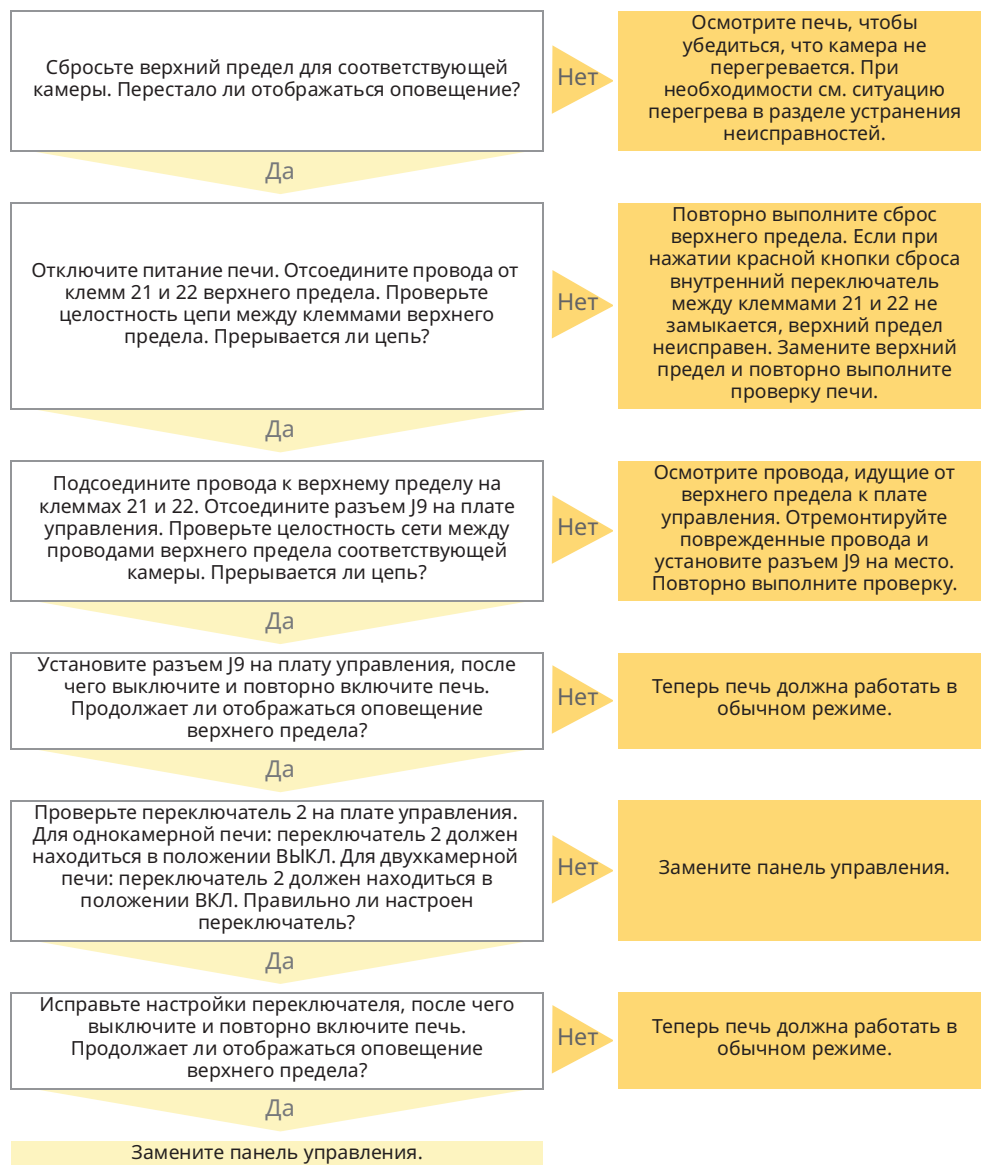 Сбросьте верхний предел для соответствующей
камеры. Перестало ли отображаться оповещение?
Нет
Осмотрите печь, чтобы
убедиться, что камера не
перегревается. При
необходимости см. ситуацию
перегрева в разделе устранения
неисправностей.
Да
Отключите питание печи. Отсоедините провода от
клемм 21 и 22 верхнего предела. Проверьте
целостность цепи между клеммами верхнего
предела. Прерывается ли цепь?
Нет
Повторно выполните сброс
верхнего предела. Если при
нажатии красной кнопки сброса
внутренний переключатель
между клеммами 21 и 22 не
замыкается, верхний предел
неисправен. Замените верхний
предел и повторно выполните
проверку печи.
Да
Подсоедините провода к верхнему пределу на
клеммах 21 и 22. Отсоедините разъем J9 на плате
управления. Проверьте целостность сети между
проводами верхнего предела соответствующей
камеры. Прерывается ли цепь?
Нет
Осмотрите провода, идущие от
верхнего предела к плате
управления. Отремонтируйте
поврежденные провода и
установите разъем J9 на место.
Повторно выполните проверку.
Да
Установите разъем J9 на плату управления, после
чего выключите и повторно включите печь.
Продолжает ли отображаться оповещение
верхнего предела?
Нет
Теперь печь должна работать в
обычном режиме.
Да
Проверьте переключатель 2 на плате управления.
Для однокамерной печи: переключатель 2 должен
находиться в положении ВЫКЛ. Для двухкамерной
печи: переключатель 2 должен находиться в
положении ВКЛ. Правильно ли настроен
переключатель?
Нет
Замените панель управления.
Да
Исправьте настройки переключателя, после чего
выключите и повторно включите печь.
Продолжает ли отображаться оповещение
верхнего предела?
Нет
Теперь печь должна работать в
обычном режиме.
Да
Замените панель управления.